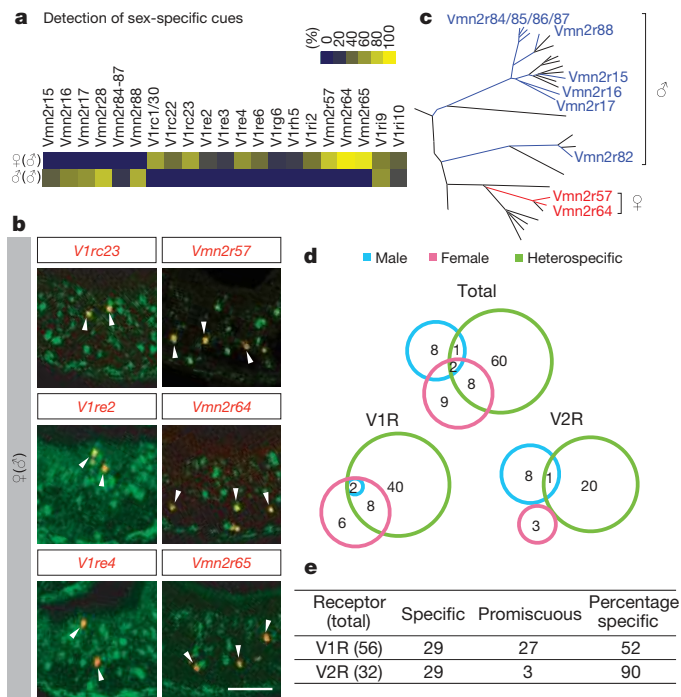 a Detection of sex-specific cues
(%)
0 20 40 60 80 100
Vmn2r15 Vmn2r16 Vmn2r17 Vmn2r28 Vmn2r84–87 Vmn2r88 V1rc1/30 V1rc22 V1rc23 V1re2 V1re3 V1re4 V1re6 V1rg6 V1rh5 V1ri2 Vmn2r57 Vmn2r64 Vmn2r65 V1ri9 V1ri10
♀(♂)
♂(♂)
b
♀(♂)
V1rc23 Vmn2r57
V1re2 Vmn2r64
V1re4 Vmn2r65
c
Vmn2r84/85/86/87
Vmn2r88
Vmn2r15
Vmn2r16
Vmn2r17
♂
Vmn2r82
Vmn2r57
Vmn2r64
♀
d
Male Female Heterospecific
Total
8 1 60
2
9 8
V1R
2 40
8
6
V2R
8 1 20
3
e
Receptor (total) Specific Promiscuous Percentage specific
V1R (56) 29 27 52
V2R (32) 29 3 90